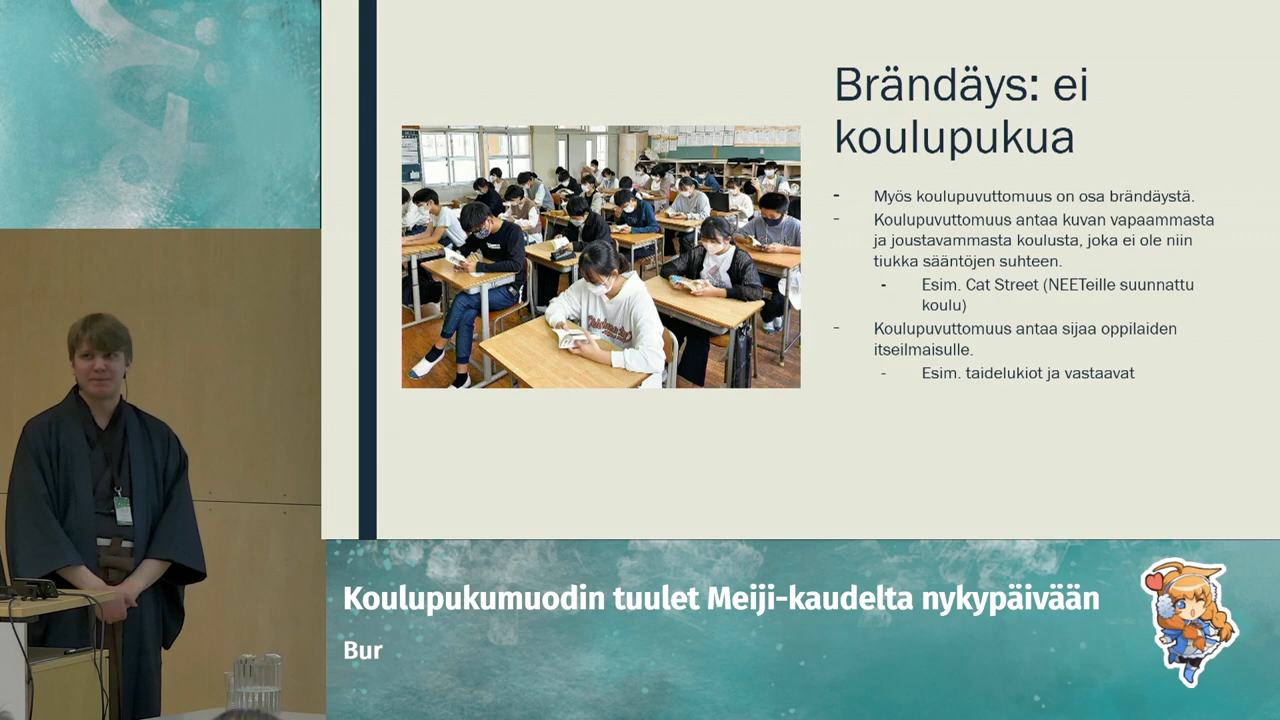 Brändäys: ei
koulupukua
- Myös koulupuvuttomuus on osa brändäystä.
- Koulupuvuttomuus antaa kuvan vapaammasta
ja joustavammasta koulusta, joka ei ole niin
tiukka sääntöjen suhteen.
- Esim. Cat Street (NEETeille suunnattu
koulu)
- Koulupuvuttomuus antaa sijaa oppilaiden
itseilmaisulle.
- Esim. taidelukiot ja vastaavat
Koulupukumuodin tuulet Meiji-kaudelta nykypäivään
Bur